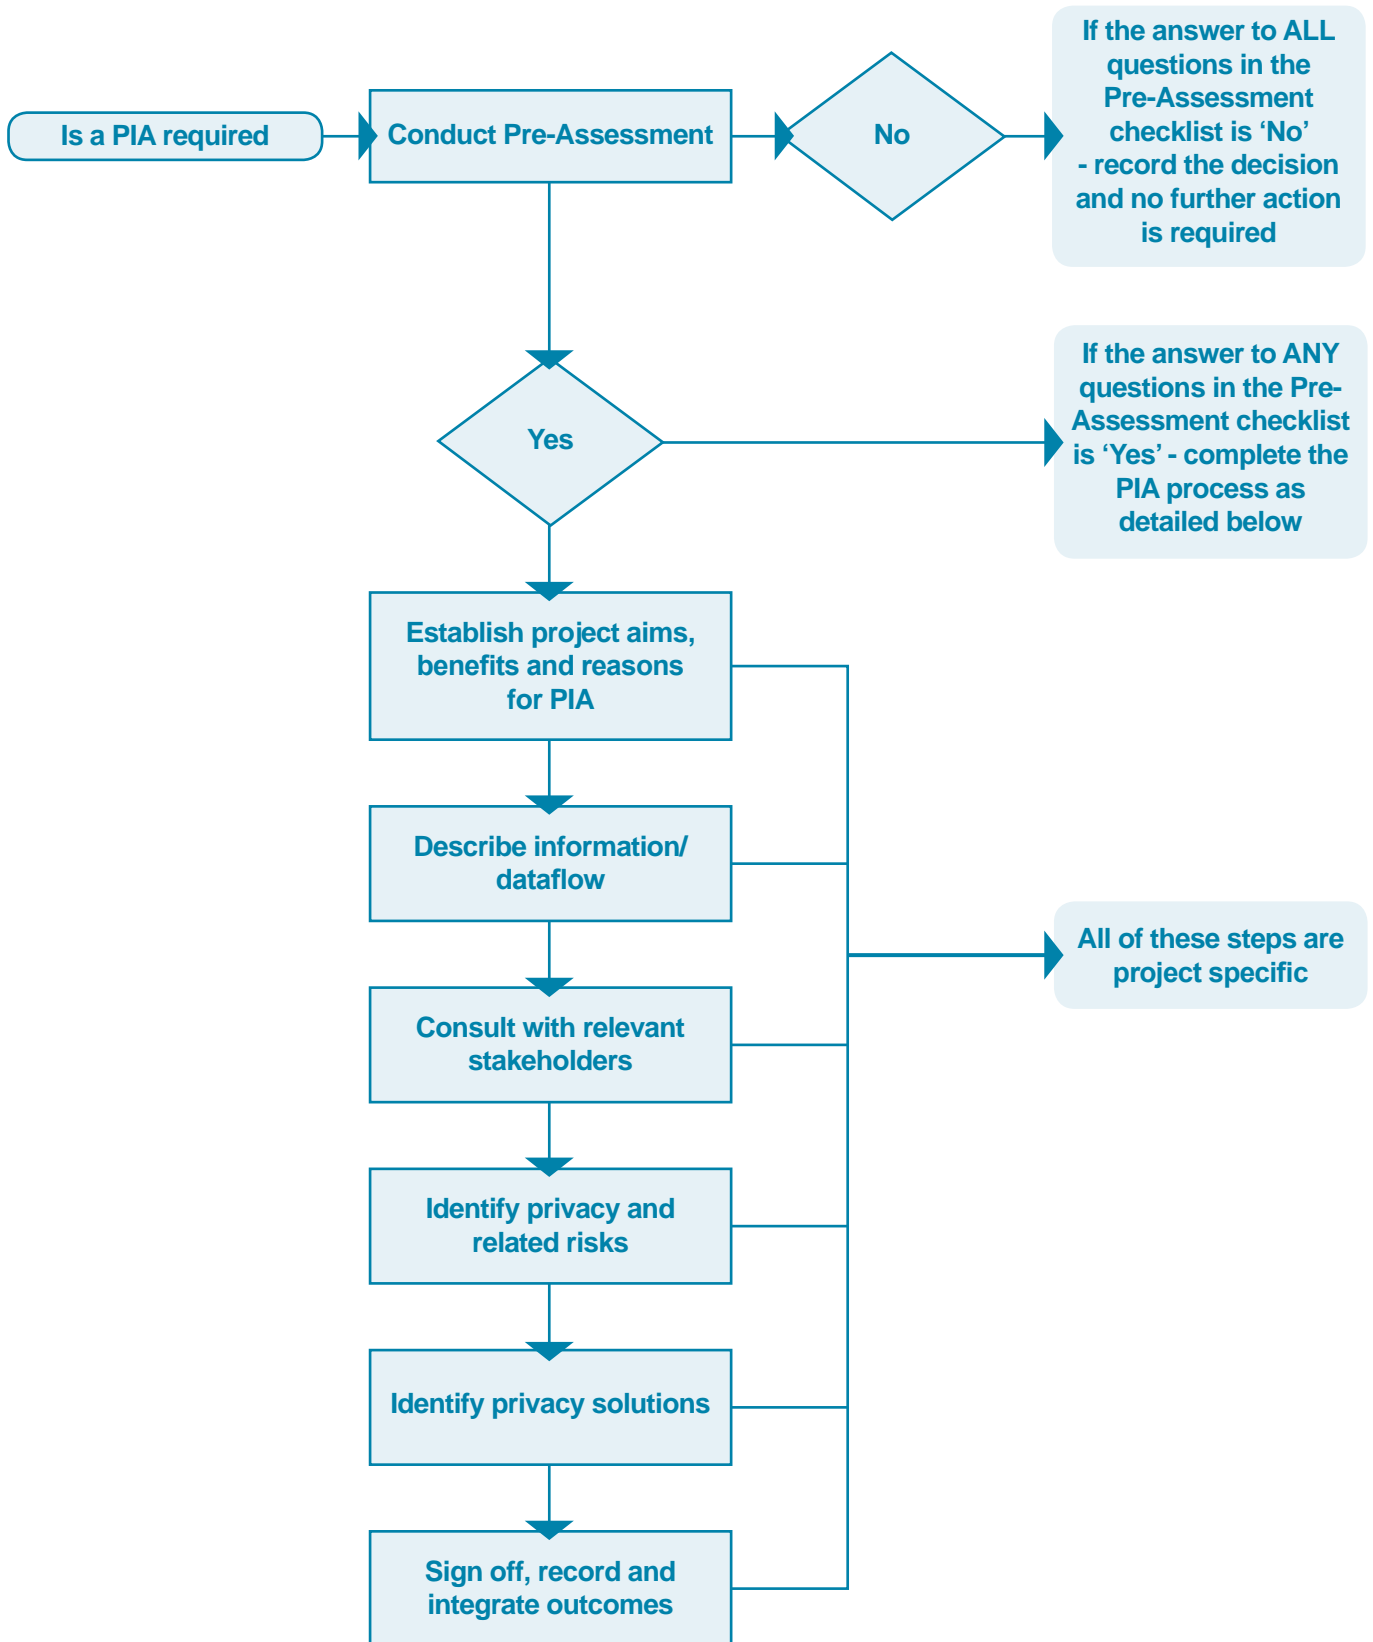 Is a PIA required
Conduct Pre-Assessment
No
If the answer to ALL
questions in the
Pre-Assessment
checklist is ‘No’
- record the decision
and no further action
is required
Yes
If the answer to ANY
questions in the Pre-
Assessment checklist
is ‘Yes’ - complete the
PIA process as
detailed below
Establish project aims,
benefits and reasons
for PIA
Describe information/
dataflow
Consult with relevant
stakeholders
Identify privacy and
related risks
Identify privacy solutions
Sign off, record and
integrate outcomes
All of these steps are
project specific